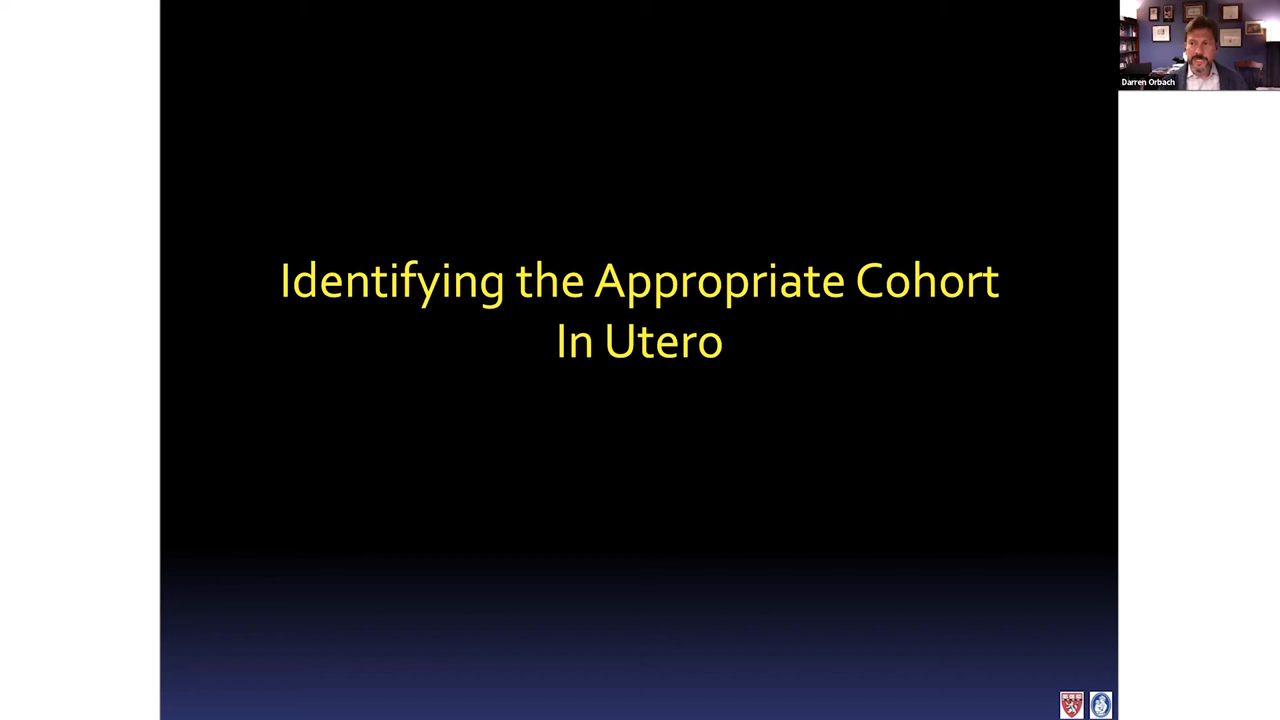 Darren Orbach
Identifying the Appropriate Cohort
In Utero